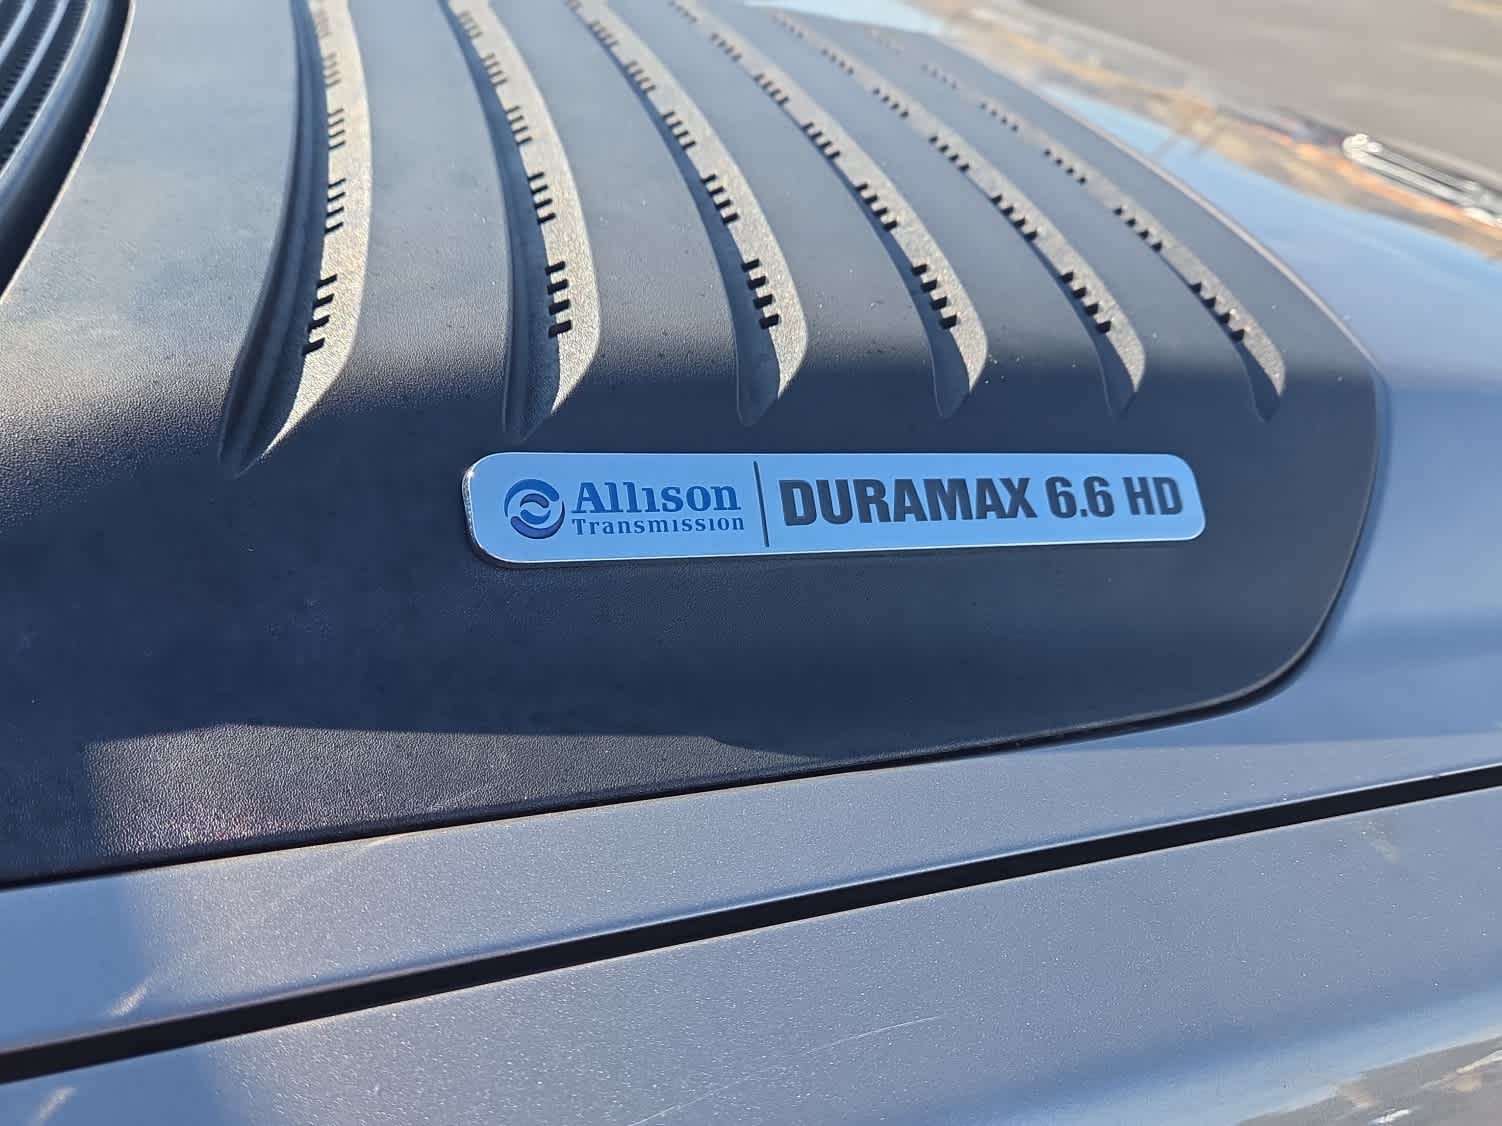 Allison
Transmission
DURAMAX 6.6 HD